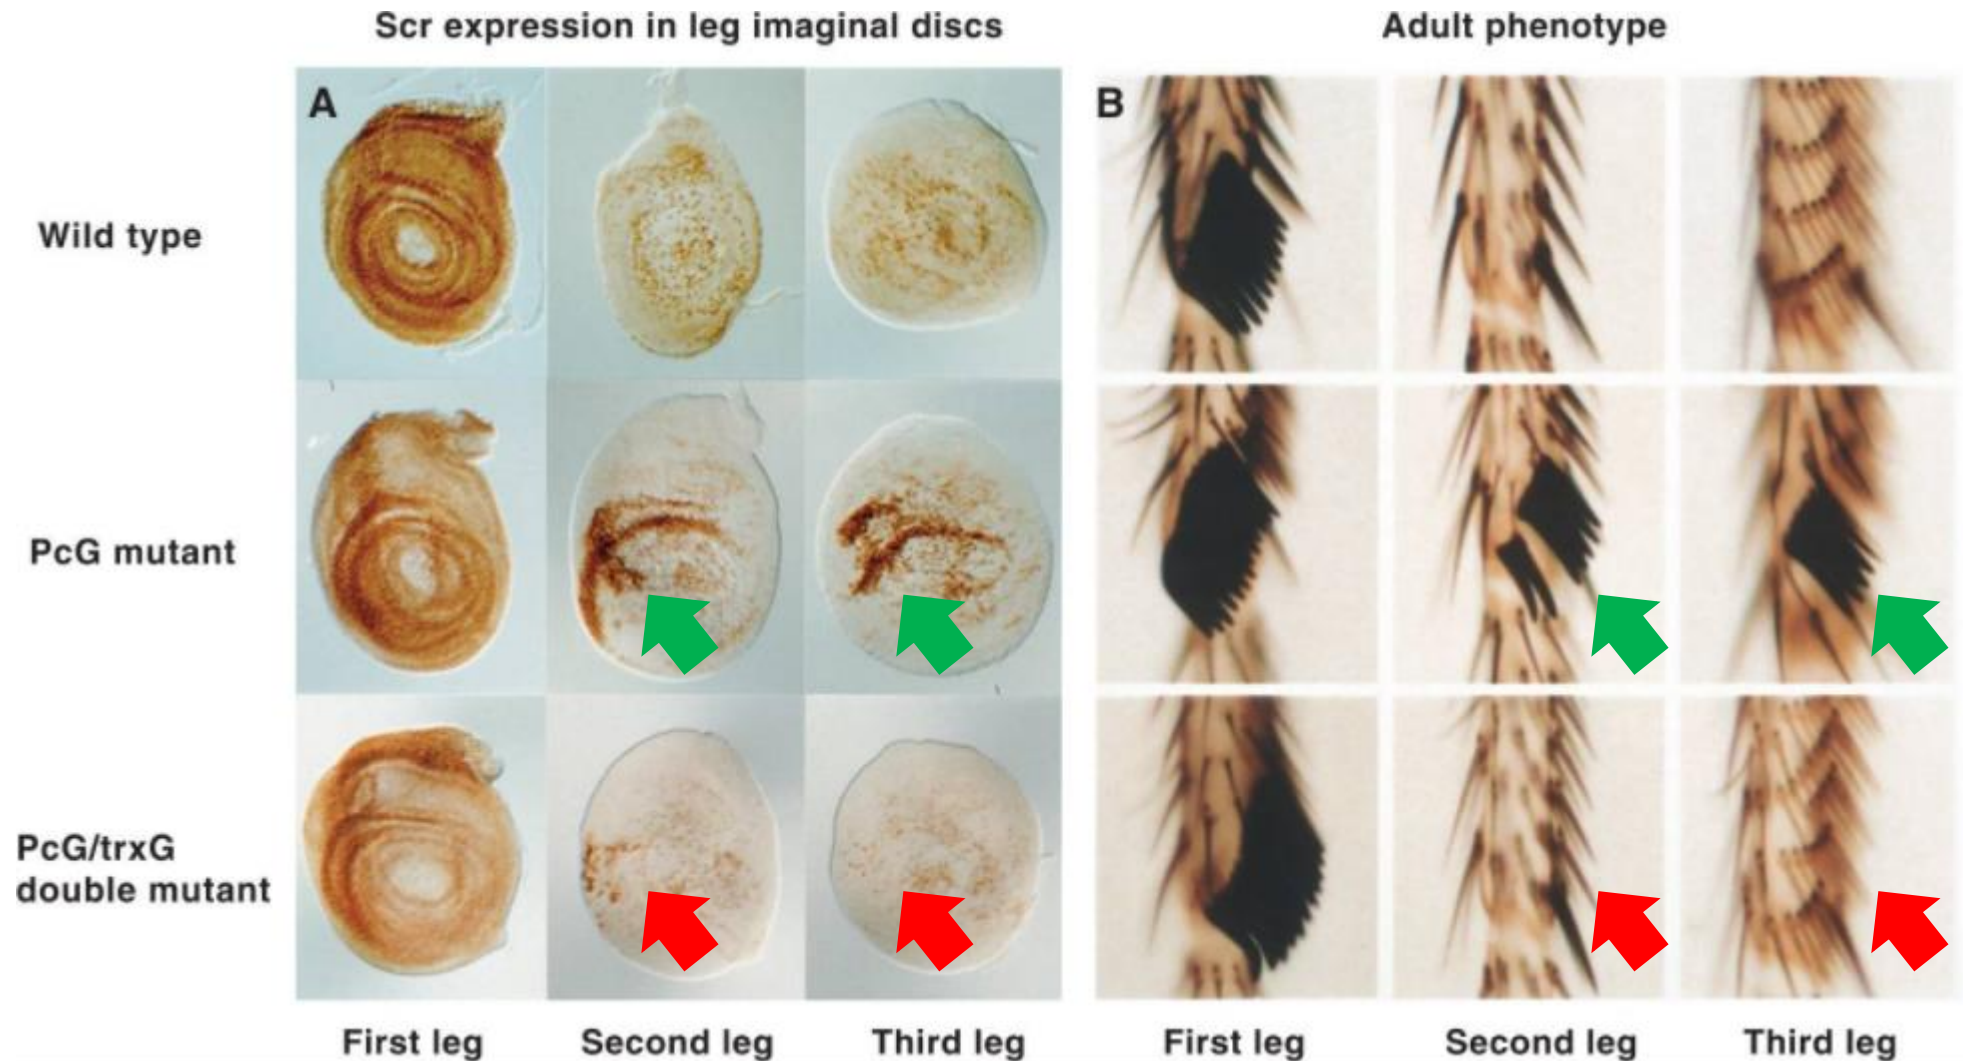 Scr expression in leg imaginal discs
Adult phenotype
A
B
Wild type
PcG mutant
PcG/trxG
double mutant
First leg
Second leg
Third leg
First leg
Second leg
Third leg